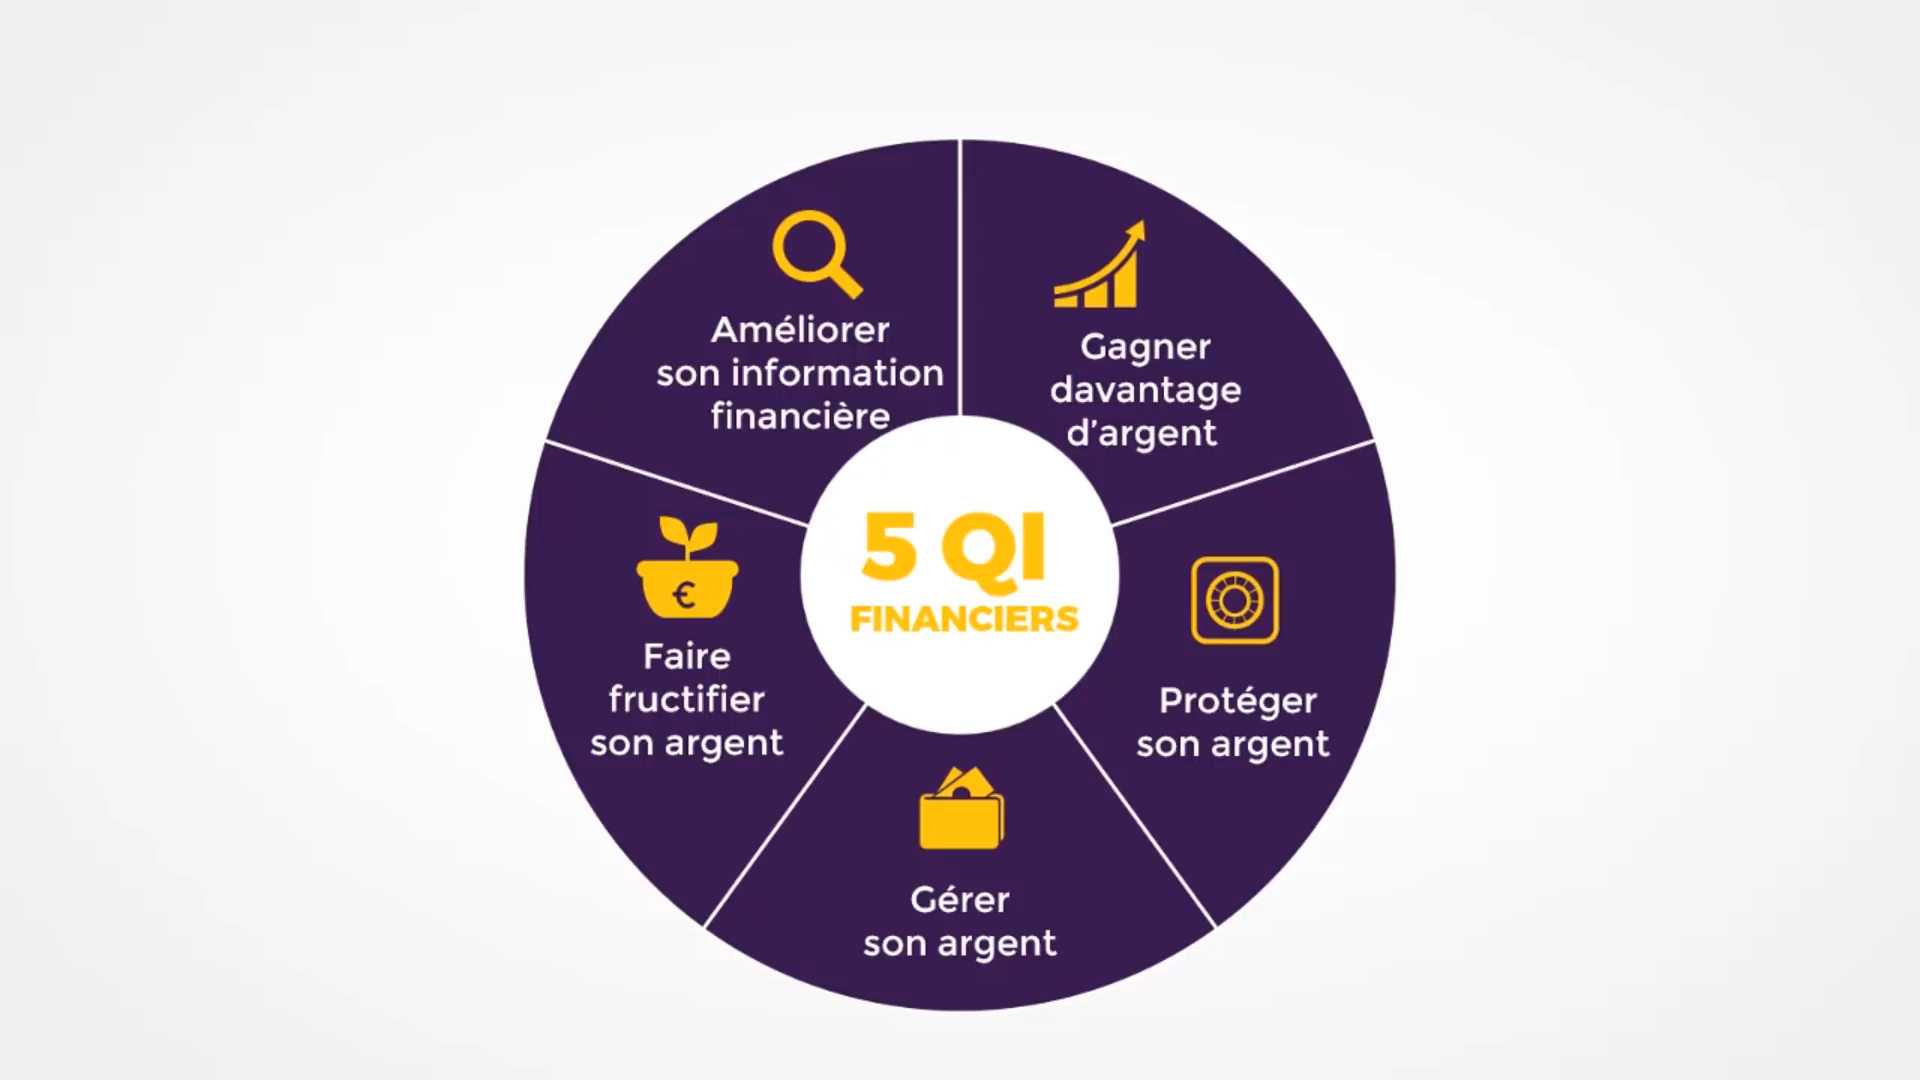 5 QI
FINANCIERS
Gagner
davantage
d'argent
Protéger
son argent
Gérer
son argent
Faire
fructifier
son argent
€
Améliorer
son information
financière